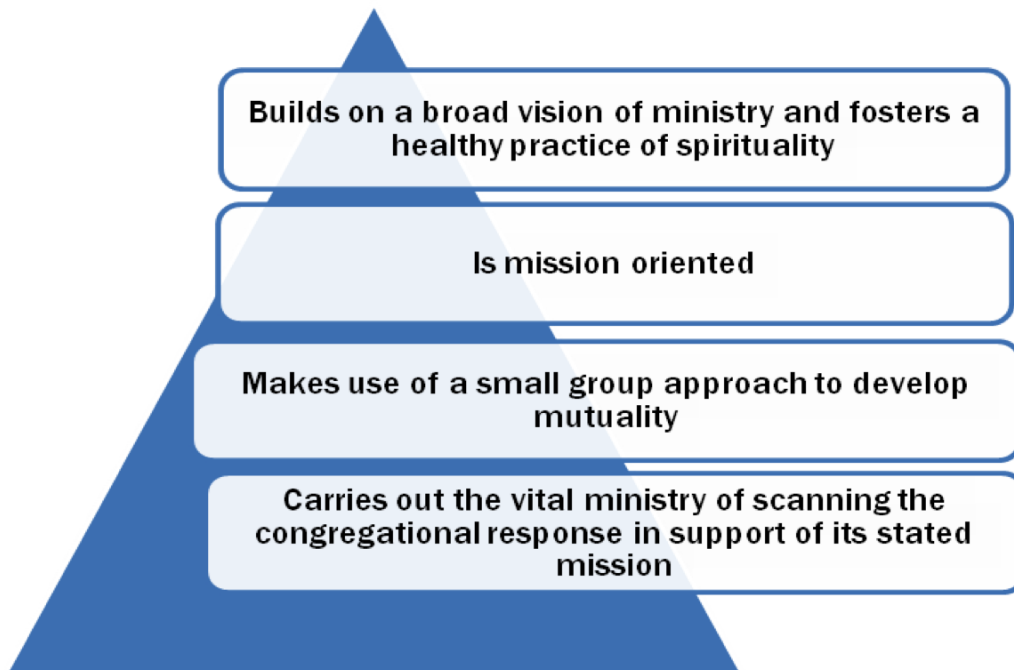 Builds on a broad vision of ministry and fosters a
healthy practice of spirituality
Is mission oriented
Makes use of a small group approach to develop
mutuality
Carries out the vital ministry of scanning the
congregational response in support of its stated
mission